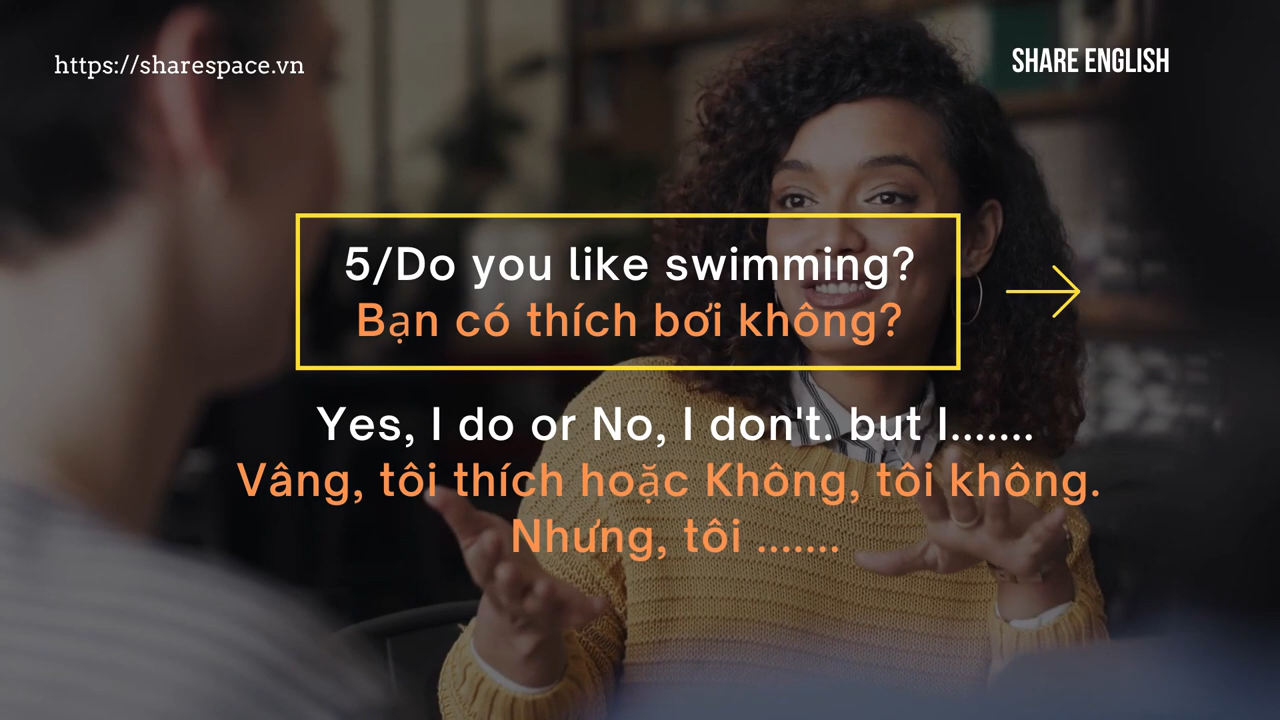 https://sharespace.vn
SHARE ENGLISH
5/Do you like swimming?
Bạn có thích bơi không?
Yes, I do or No, I don't. but I.......
Vâng, tôi thích hoặc Không, tôi không.
Nhưng, tôi .......